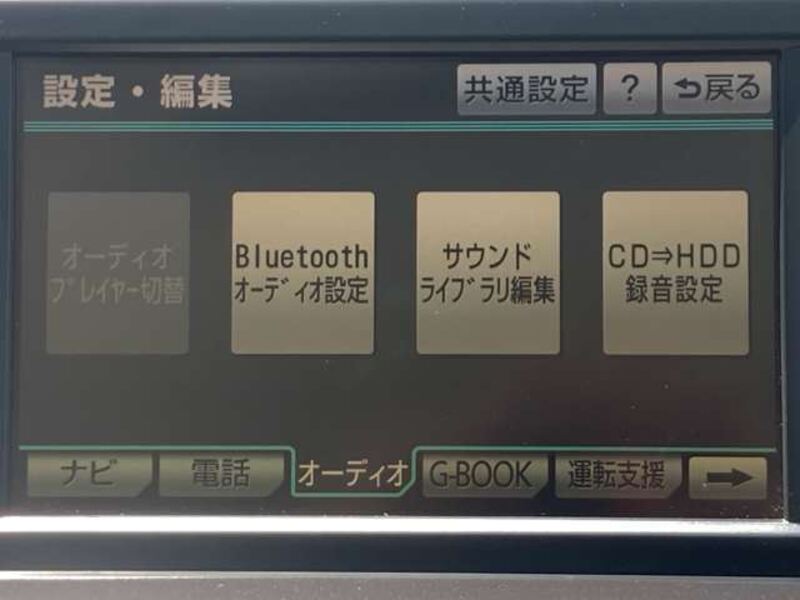 設定・編集
共通設定
?
戻る
オーディオ
プレイヤー切替
Bluetooth
オーディオ設定
サウンド
ライブラリ編集
CD⇒HDD
録音設定
ナビ
電話
オーディオ
G-BOOK
運転支援